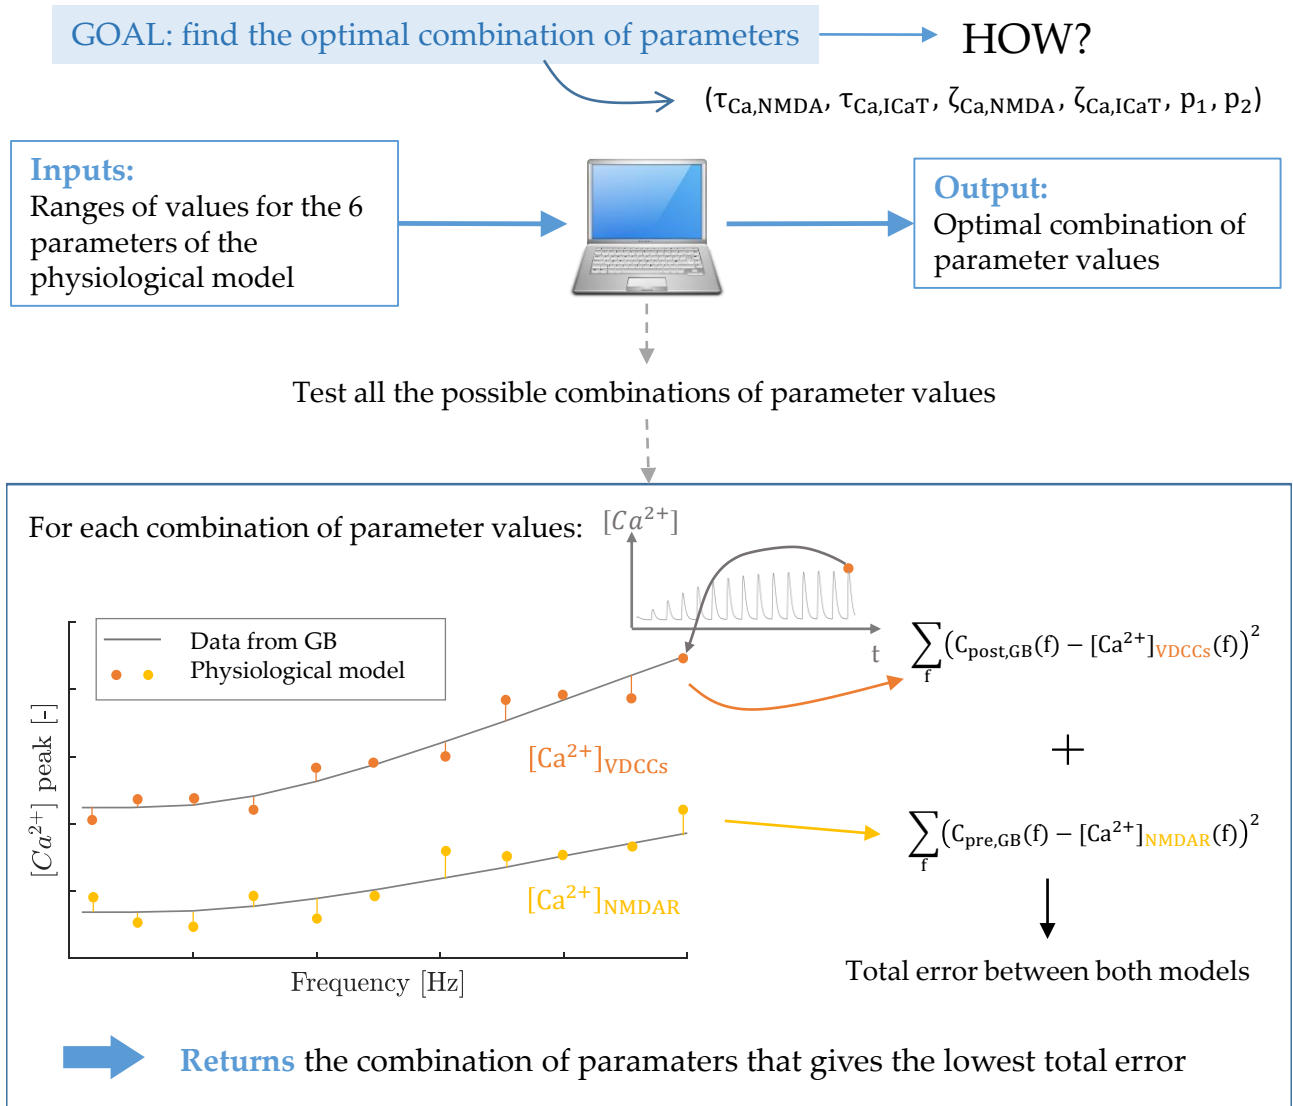 GOAL: find the optimal combination of parameters
HOW?
(τCa,NMDA, τCa,ICaT, ζCa,NMDA, ζCa,ICaT, p1, p2)
Inputs:
Ranges of values for the 6
parameters of the
physiological model
Output:
Optimal combination of
parameter values
Test all the possible combinations of parameter values
For each combination of parameter values:
[Ca2+]
t
Data from GB
Physiological model
[Ca2+] peak [-]
[Ca2+]VDCCs
[Ca2+]NMDAR
Frequency [Hz]
∑f(Cpost,GB(f) − [Ca2+]VDCCs(f))2
+
∑f(Cpre,GB(f) − [Ca2+]NMDAR(f))2
Total error between both models
Returns the combination of paramaters that gives the lowest total error